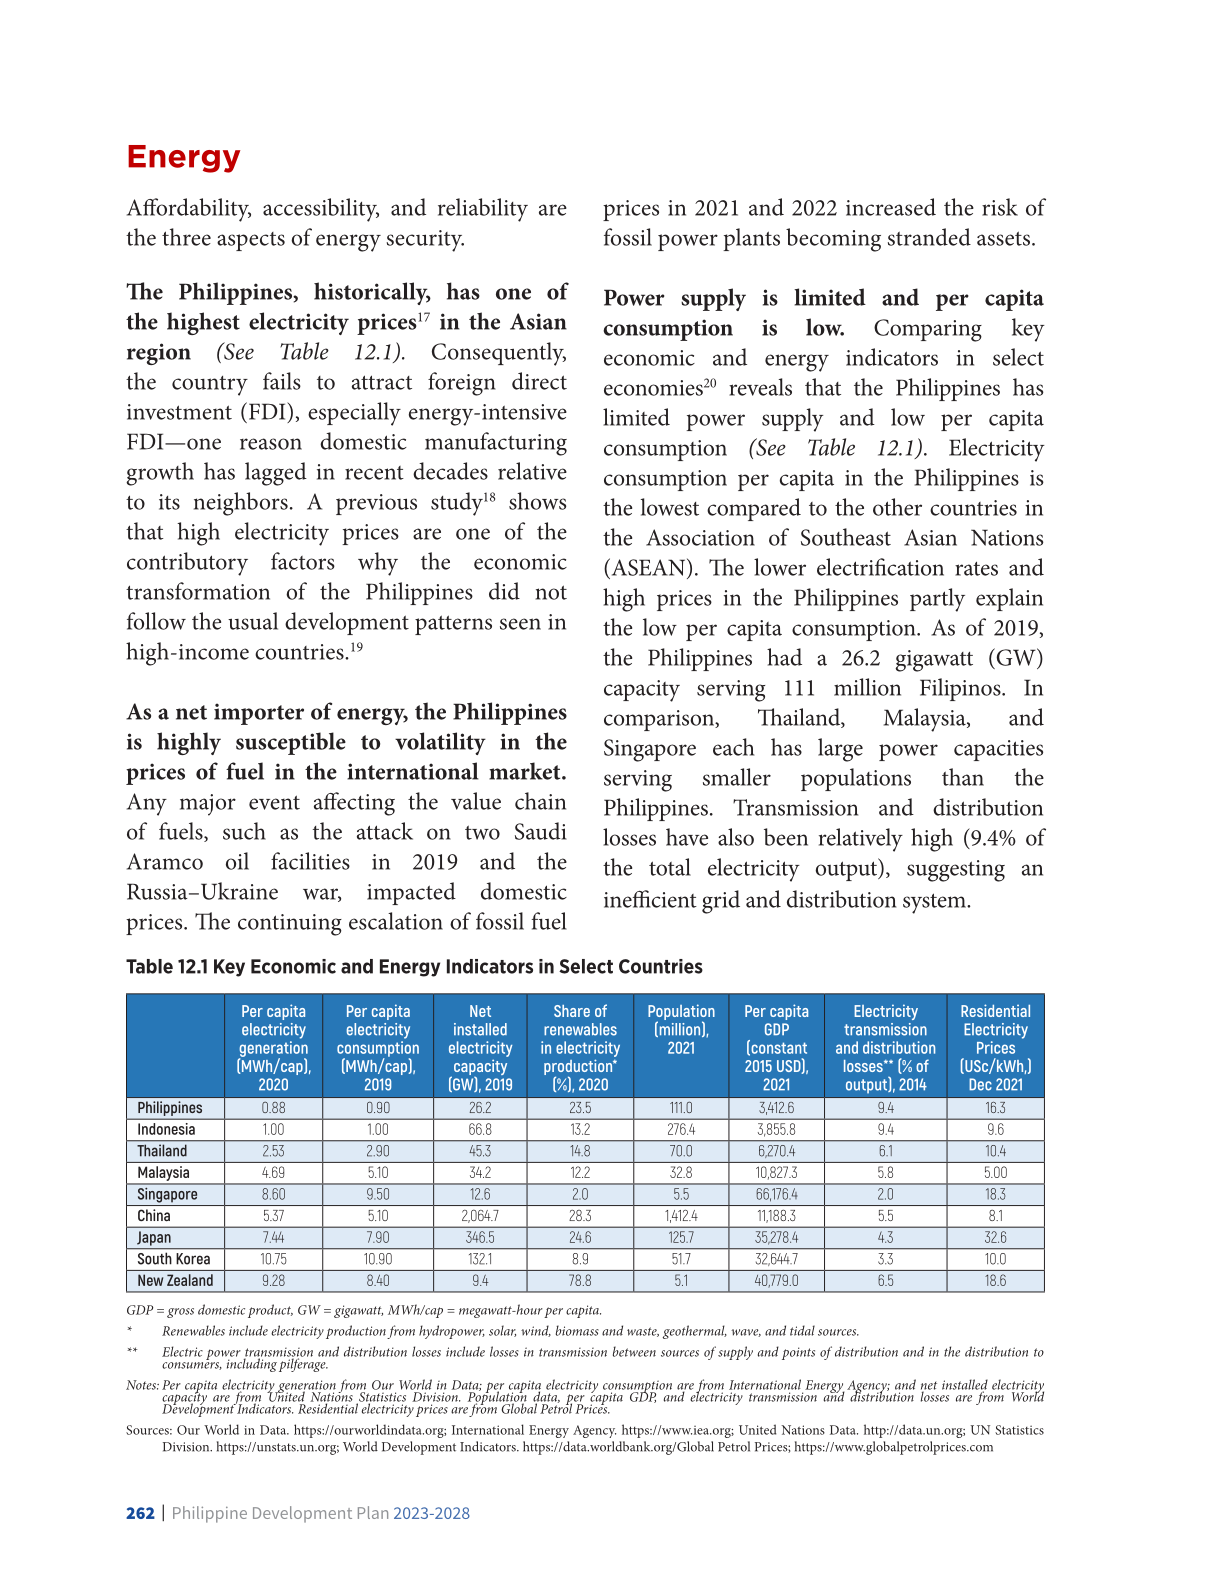 Energy
Affordability, accessibility, and reliability are
the three aspects of energy security.
The Philippines, historically, has one of
the highest electricity prices17 in the Asian
region (See Table 12.1). Consequently,
the country fails to attract foreign direct
investment (FDI), especially energy-intensive
FDI—one reason domestic manufacturing
growth has lagged in recent decades relative
to its neighbors. A previous study18 shows
that high electricity prices are one of the
contributory factors why the economic
transformation of the Philippines did not
follow the usual development patterns seen in
high-income countries.19
As a net importer of energy, the Philippines
is highly susceptible to volatility in the
prices of fuel in the international market.
Any major event affecting the value chain
of fuels, such as the attack on two Saudi
Aramco oil facilities in 2019 and the
Russia–Ukraine war, impacted domestic
prices. The continuing escalation of fossil fuel
prices in 2021 and 2022 increased the risk of
fossil power plants becoming stranded assets.
Power supply is limited and per capita
consumption is low. Comparing key
economic and energy indicators in select
economies20 reveals that the Philippines has
limited power supply and low per capita
consumption (See Table 12.1). Electricity
consumption per capita in the Philippines is
the lowest compared to the other countries in
the Association of Southeast Asian Nations
(ASEAN). The lower electrification rates and
high prices in the Philippines partly explain
the low per capita consumption. As of 2019,
the Philippines had a 26.2 gigawatt (GW)
capacity serving 111 million Filipinos. In
comparison, Thailand, Malaysia, and
Singapore each has large power capacities
serving smaller populations than the
Philippines. Transmission and distribution
losses have also been relatively high (9.4% of
the total electricity output), suggesting an
inefficient grid and distribution system.
Table 12.1 Key Economic and Energy Indicators in Select Countries
Per capita electricity generation (MWh/cap), 2020 Per capita electricity consumption (MWh/cap), 2019 Net installed electricity capacity (GW), 2019 Share of renewables in electricity production* (%), 2020 Population (million), 2021 Per capita GDP (constant 2015 USD), 2021 Electricity transmission and distribution losses** (% of output), 2014 Residential Electricity Prices (USc/kWh,) Dec 2021
Philippines 0.88 0.90 26.2 23.5 111.0 3,412.6 9.4 16.3
Indonesia 1.00 1.00 66.8 13.2 276.4 3,855.8 9.4 9.6
Thailand 2.53 2.90 45.3 14.8 70.0 6,270.4 6.1 10.4
Malaysia 4.69 5.10 34.2 12.2 32.8 10,827.3 5.8 5.00
Singapore 8.60 9.50 12.6 2.0 5.5 66,176.4 2.0 18.3
China 5.37 5.10 2,064.7 28.3 1,412.4 11,188.3 5.5 8.1
Japan 7.44 7.90 346.5 24.6 125.7 35,278.4 4.3 32.6
South Korea 10.75 10.90 132.1 8.9 51.7 32,644.7 3.3 10.0
New Zealand 9.28 8.40 9.4 78.8 5.1 40,779.0 6.5 18.6
GDP = gross domestic product, GW = gigawatt, MWh/cap = megawatt-hour per capita.
* Renewables include electricity production from hydropower, solar, wind, biomass and waste, geothermal, wave, and tidal sources.
** Electric power transmission and distribution losses include losses in transmission between sources of supply and points of distribution and in the distribution to
consumers, including pilferage.
Notes: Per capita electricity generation from Our World in Data; per capita electricity consumption are from International Energy Agency; and net installed electricity
capacity are from United Nations Statistics Division. Population data, per capita GDP, and electricity transmission and distribution losses are from World
Development Indicators. Residential electricity prices are from Global Petrol Prices.
Sources: Our World in Data. https://ourworldindata.org; International Energy Agency. https://www.iea.org; United Nations Data. http://data.un.org; UN Statistics
Division. https://unstats.un.org; World Development Indicators. https://data.worldbank.org/Global Petrol Prices; https://www.globalpetrolprices.com
262 | Philippine Development Plan 2023-2028